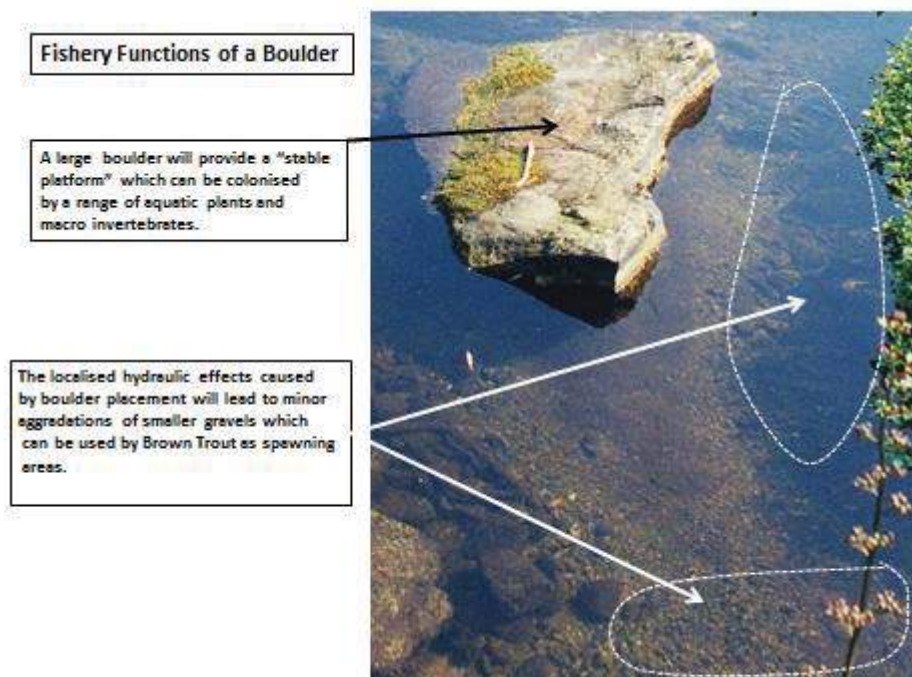 Fishery Functions of a Boulder
A large boulder will provide a "stable
platform" which can be colonised
by a range of aquatic plants and
macro invertebrates.
The localised hydraulic effects caused
by boulder placement will lead to minor
aggradations of smaller gravels which
can be used by Brown Trout as spawning
areas.